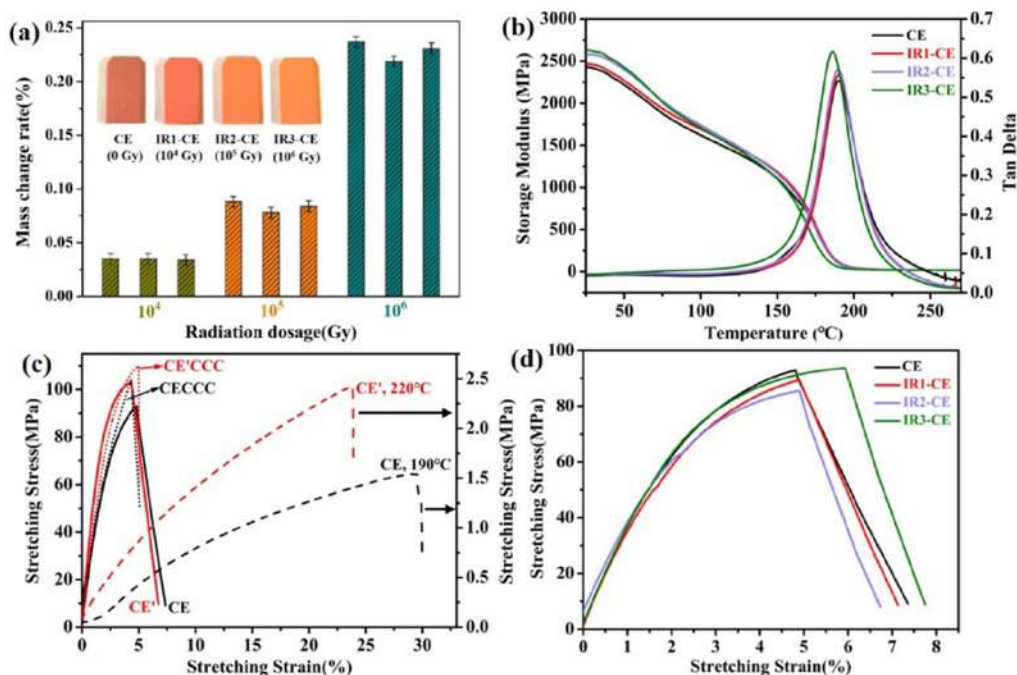 (a)
0.25
0.20
0.15
0.10
0.05
0.00
Mass change rate(%)
CE IR1-CE IR2-CE IR3-CE
(0 Gy) (10⁴ Gy) (10⁵ Gy) (10⁶ Gy)
10⁴ 10⁵ 10⁶
Radiation dosage(Gy)
(b)
3000
2500
2000
1500
1000
500
0
Storage Modulus (MPa)
CE
IR1-CE
IR2-CE
IR3-CE
0.7
0.6
0.5
0.4
0.3
0.2
0.1
0.0
Tan Delta
50 100 150 200 250
Temperature (°C)
(c)
100
80
60
40
20
0
Stretching Stress(MPa)
CE'CCC
CECCC
CE', 220°C
CE, 190°C
CE' CE
2.5
2.0
1.5
1.0
0.5
0.0
Stretching Stress(MPa)
0 5 10 15 20 25 30
Stretching Strain(%)
(d)
100
80
60
40
20
0
Stretching Stress(MPa)
CE
IR1-CE
IR2-CE
IR3-CE
0 1 2 3 4 5 6 7 8
Stretching Strain(%)